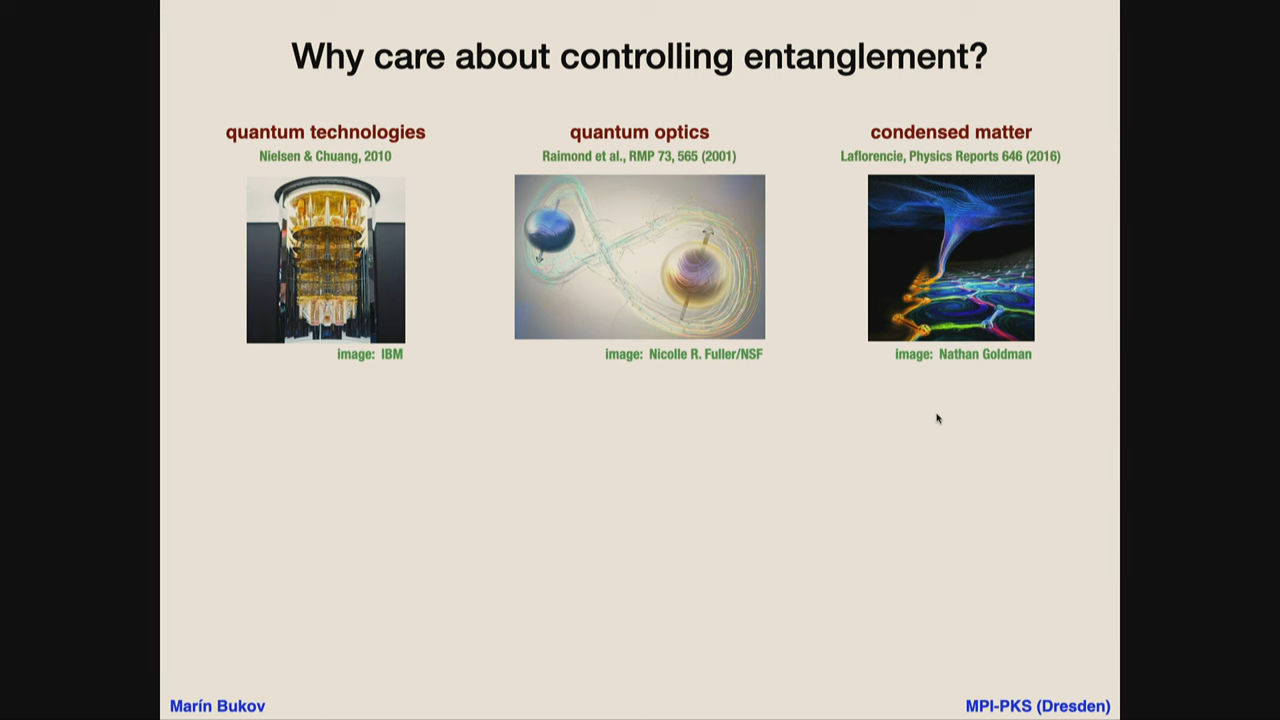 Why care about controlling entanglement?
quantum technologies
Nielsen & Chuang, 2010
image: IBM
quantum optics
Raimond et al., RMP 73, 565 (2001)
image: Nicolle R. Fuller/NSF
condensed matter
Laflorencie, Physics Reports 646 (2016)
image: Nathan Goldman
Marín Bukov
MPI-PKS (Dresden)